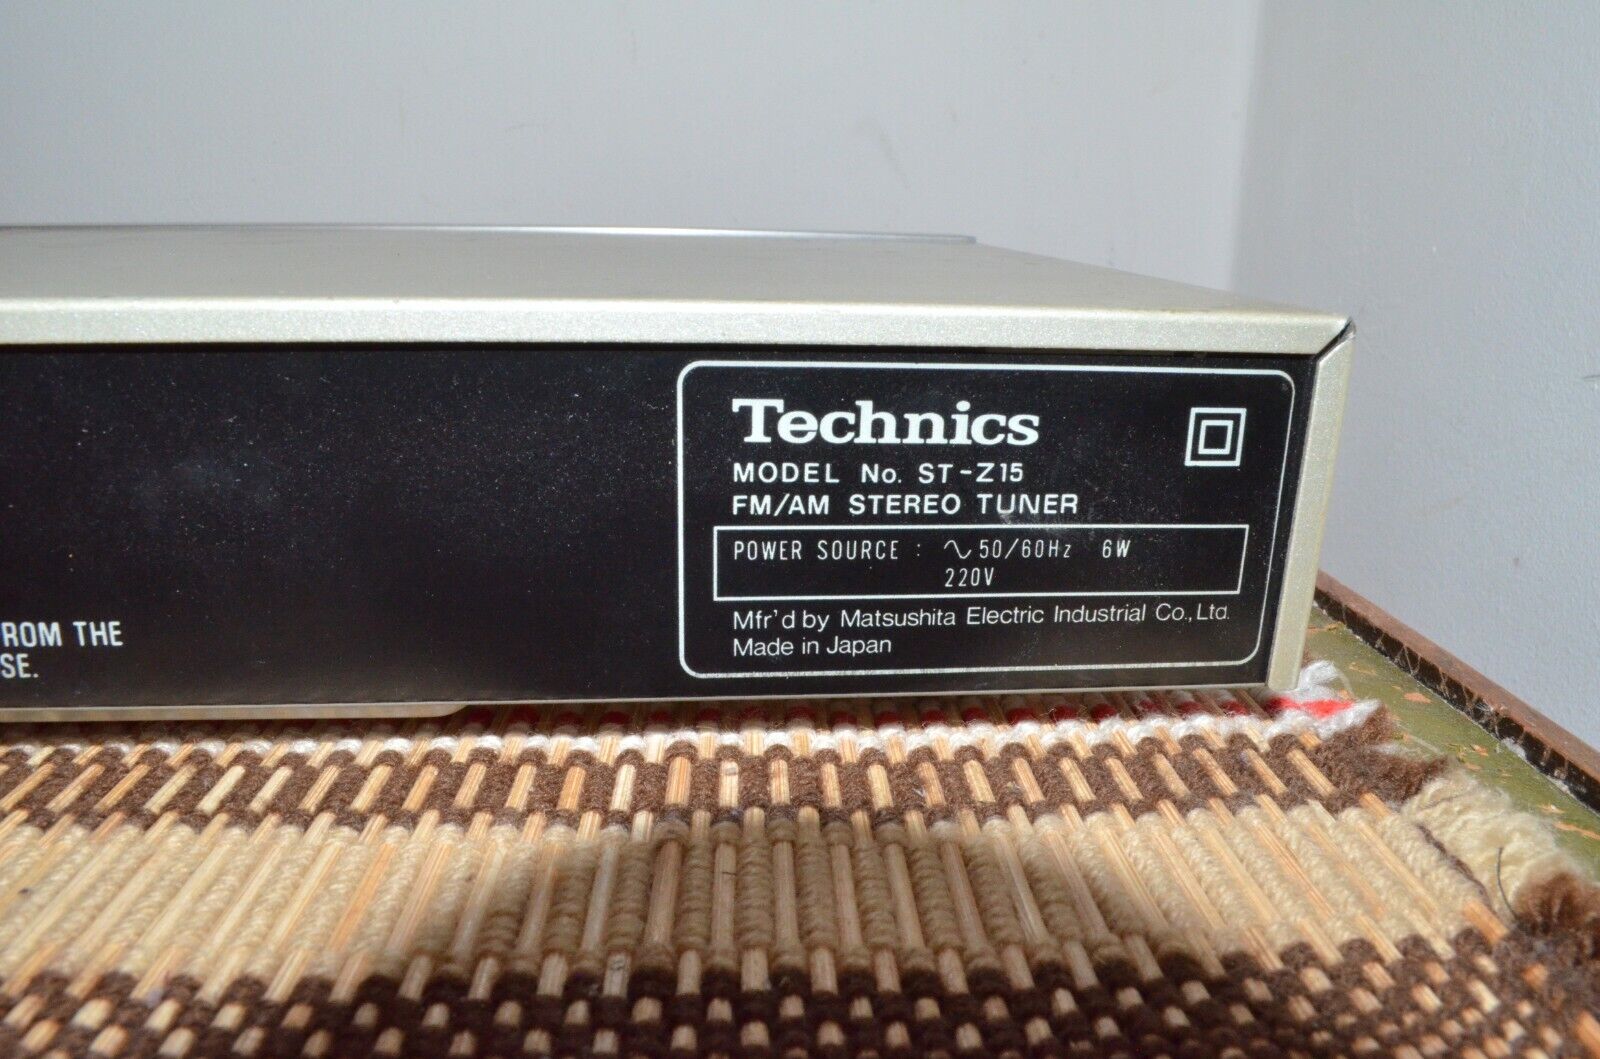 Technics
MODEL No. ST-Z15
FM/AM STEREO TUNER
POWER SOURCE : ∿ 50/60Hz 6W
220V
Mfr'd by Matsushita Electric Industrial Co., Ltd.
Made in Japan
ROM THE
SE.